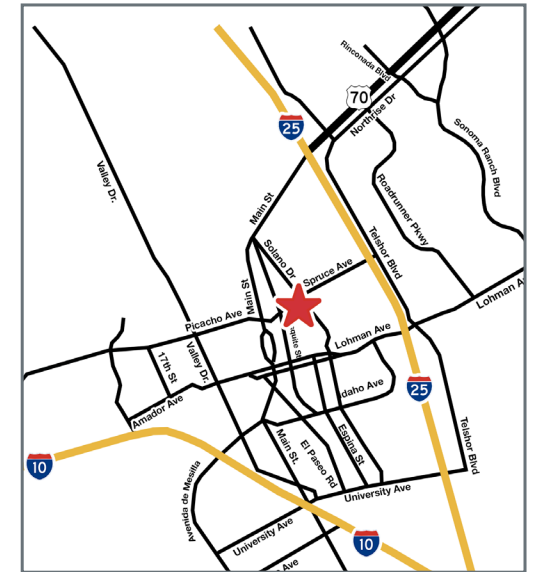 Rinconada Blvd
70
Northrise Dr
25
Sonoma Ranch Blvd
Valley Dr.
Roadrunner Pkwy
Main St
Solano Dr
Telshor Blvd
Spruce Ave
Main St
Lohman A
Picacho Ave
Lohman Ave
Valley Dr.
17th St
25
Idaho Ave
Amador Ave
Main St.
El Paseo Rd
Espina St
Telshor Blvd
10
Avenida de Mesilla
University Ave
University Ave
10
Ave